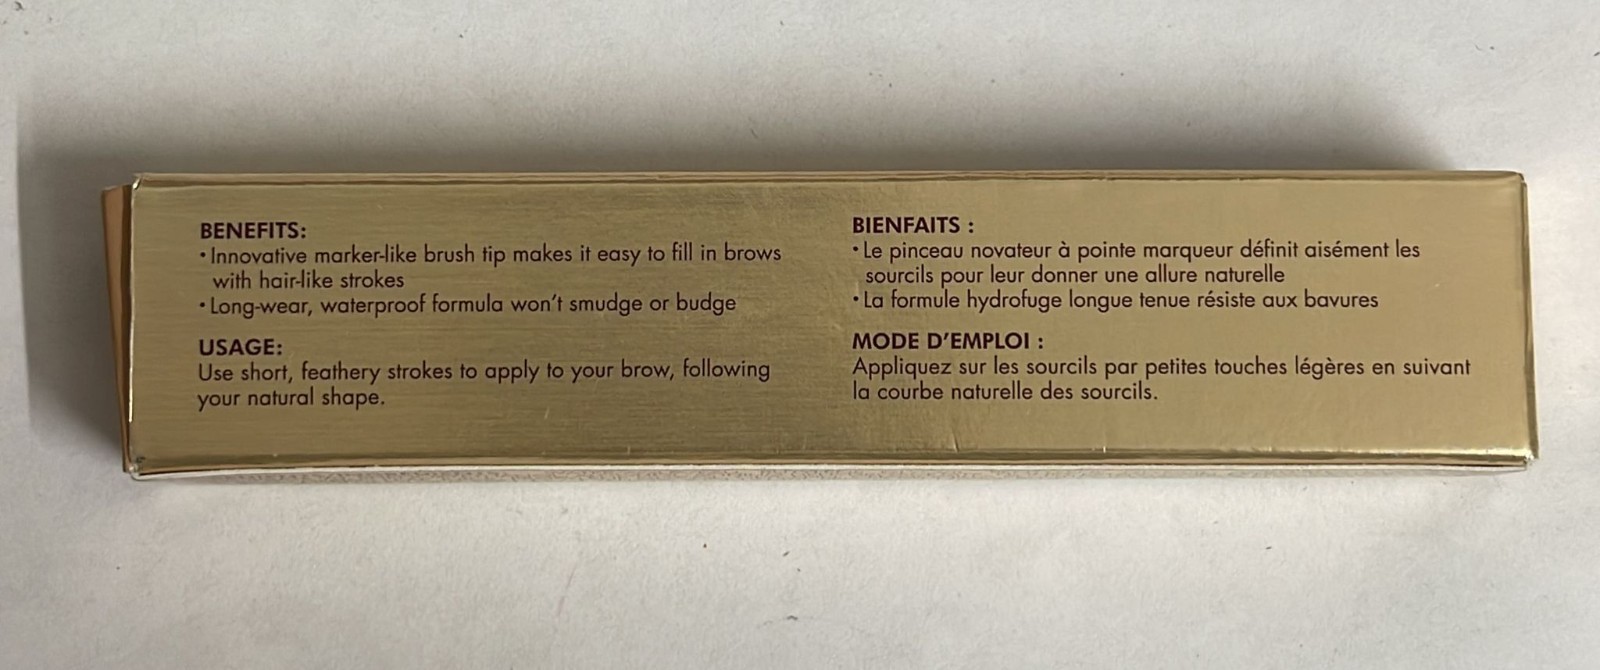 BENEFITS:
• Innovative marker-like brush tip makes it easy to fill in brows
with hair-like strokes
• Long-wear, waterproof formula won't smudge or budge
USAGE:
Use short, feathery strokes to apply to your brow, following
your natural shape.
BIENFAITS :
• Le pinceau novateur à pointe marqueur définit aisément les
sourcils pour leur donner une allure naturelle
• La formule hydrofuge longue tenue résiste aux bavures
MODE D'EMPLOI :
Appliquez sur les sourcils par petites touches légères en suivant
la courbe naturelle des sourcils.